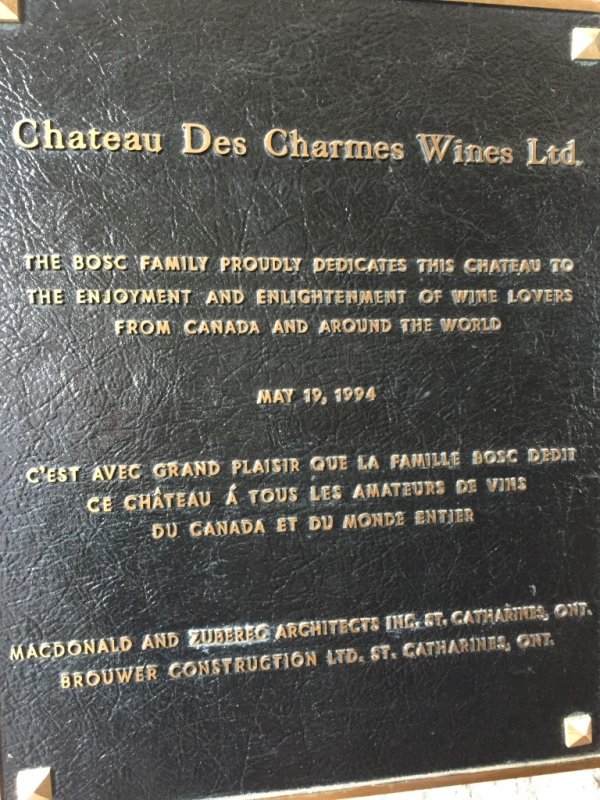 Chateau Des Charmes Wines Ltd.
THE BOSC FAMILY PROUDLY DEDICATES THIS CHATEAU TO
THE ENJOYMENT AND ENLIGHTENMENT OF WINE LOVERS
FROM CANADA AND AROUND THE WORLD
MAY 19, 1994
C'EST AVEC GRAND PLAISIR QUE LA FAMILLE BOSC DEDIT
CE CHÂTEAU Á TOUS LES AMATEURS DE VINS
DU CANADA ET DU MONDE ENTIER
MACDONALD AND ZUBEREC ARCHITECTS INC. ST. CATHARINES, ONT.
BROUWER CONSTRUCTION LTD. ST. CATHARINES, ONT.